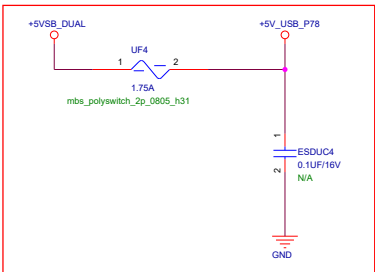 +5VSB_DUAL
+5V_USB_P78
UF4
1
2
1.75A
mbs_polyswitch_2p_0805_h31
1
ESDUC4
0.1UF/16V
2
N/A
GND